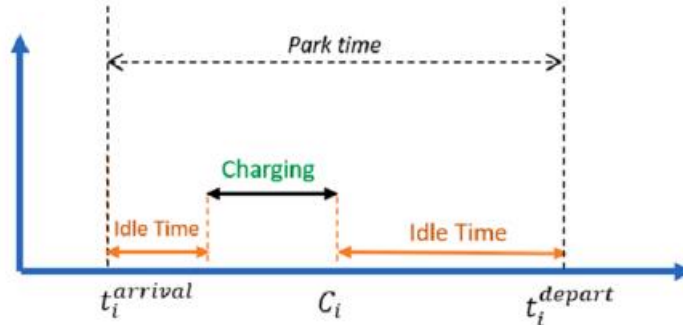 Park time
Charging
Idle Time
Idle Time
t_i^{arrival}
C_i
t_i^{depart}